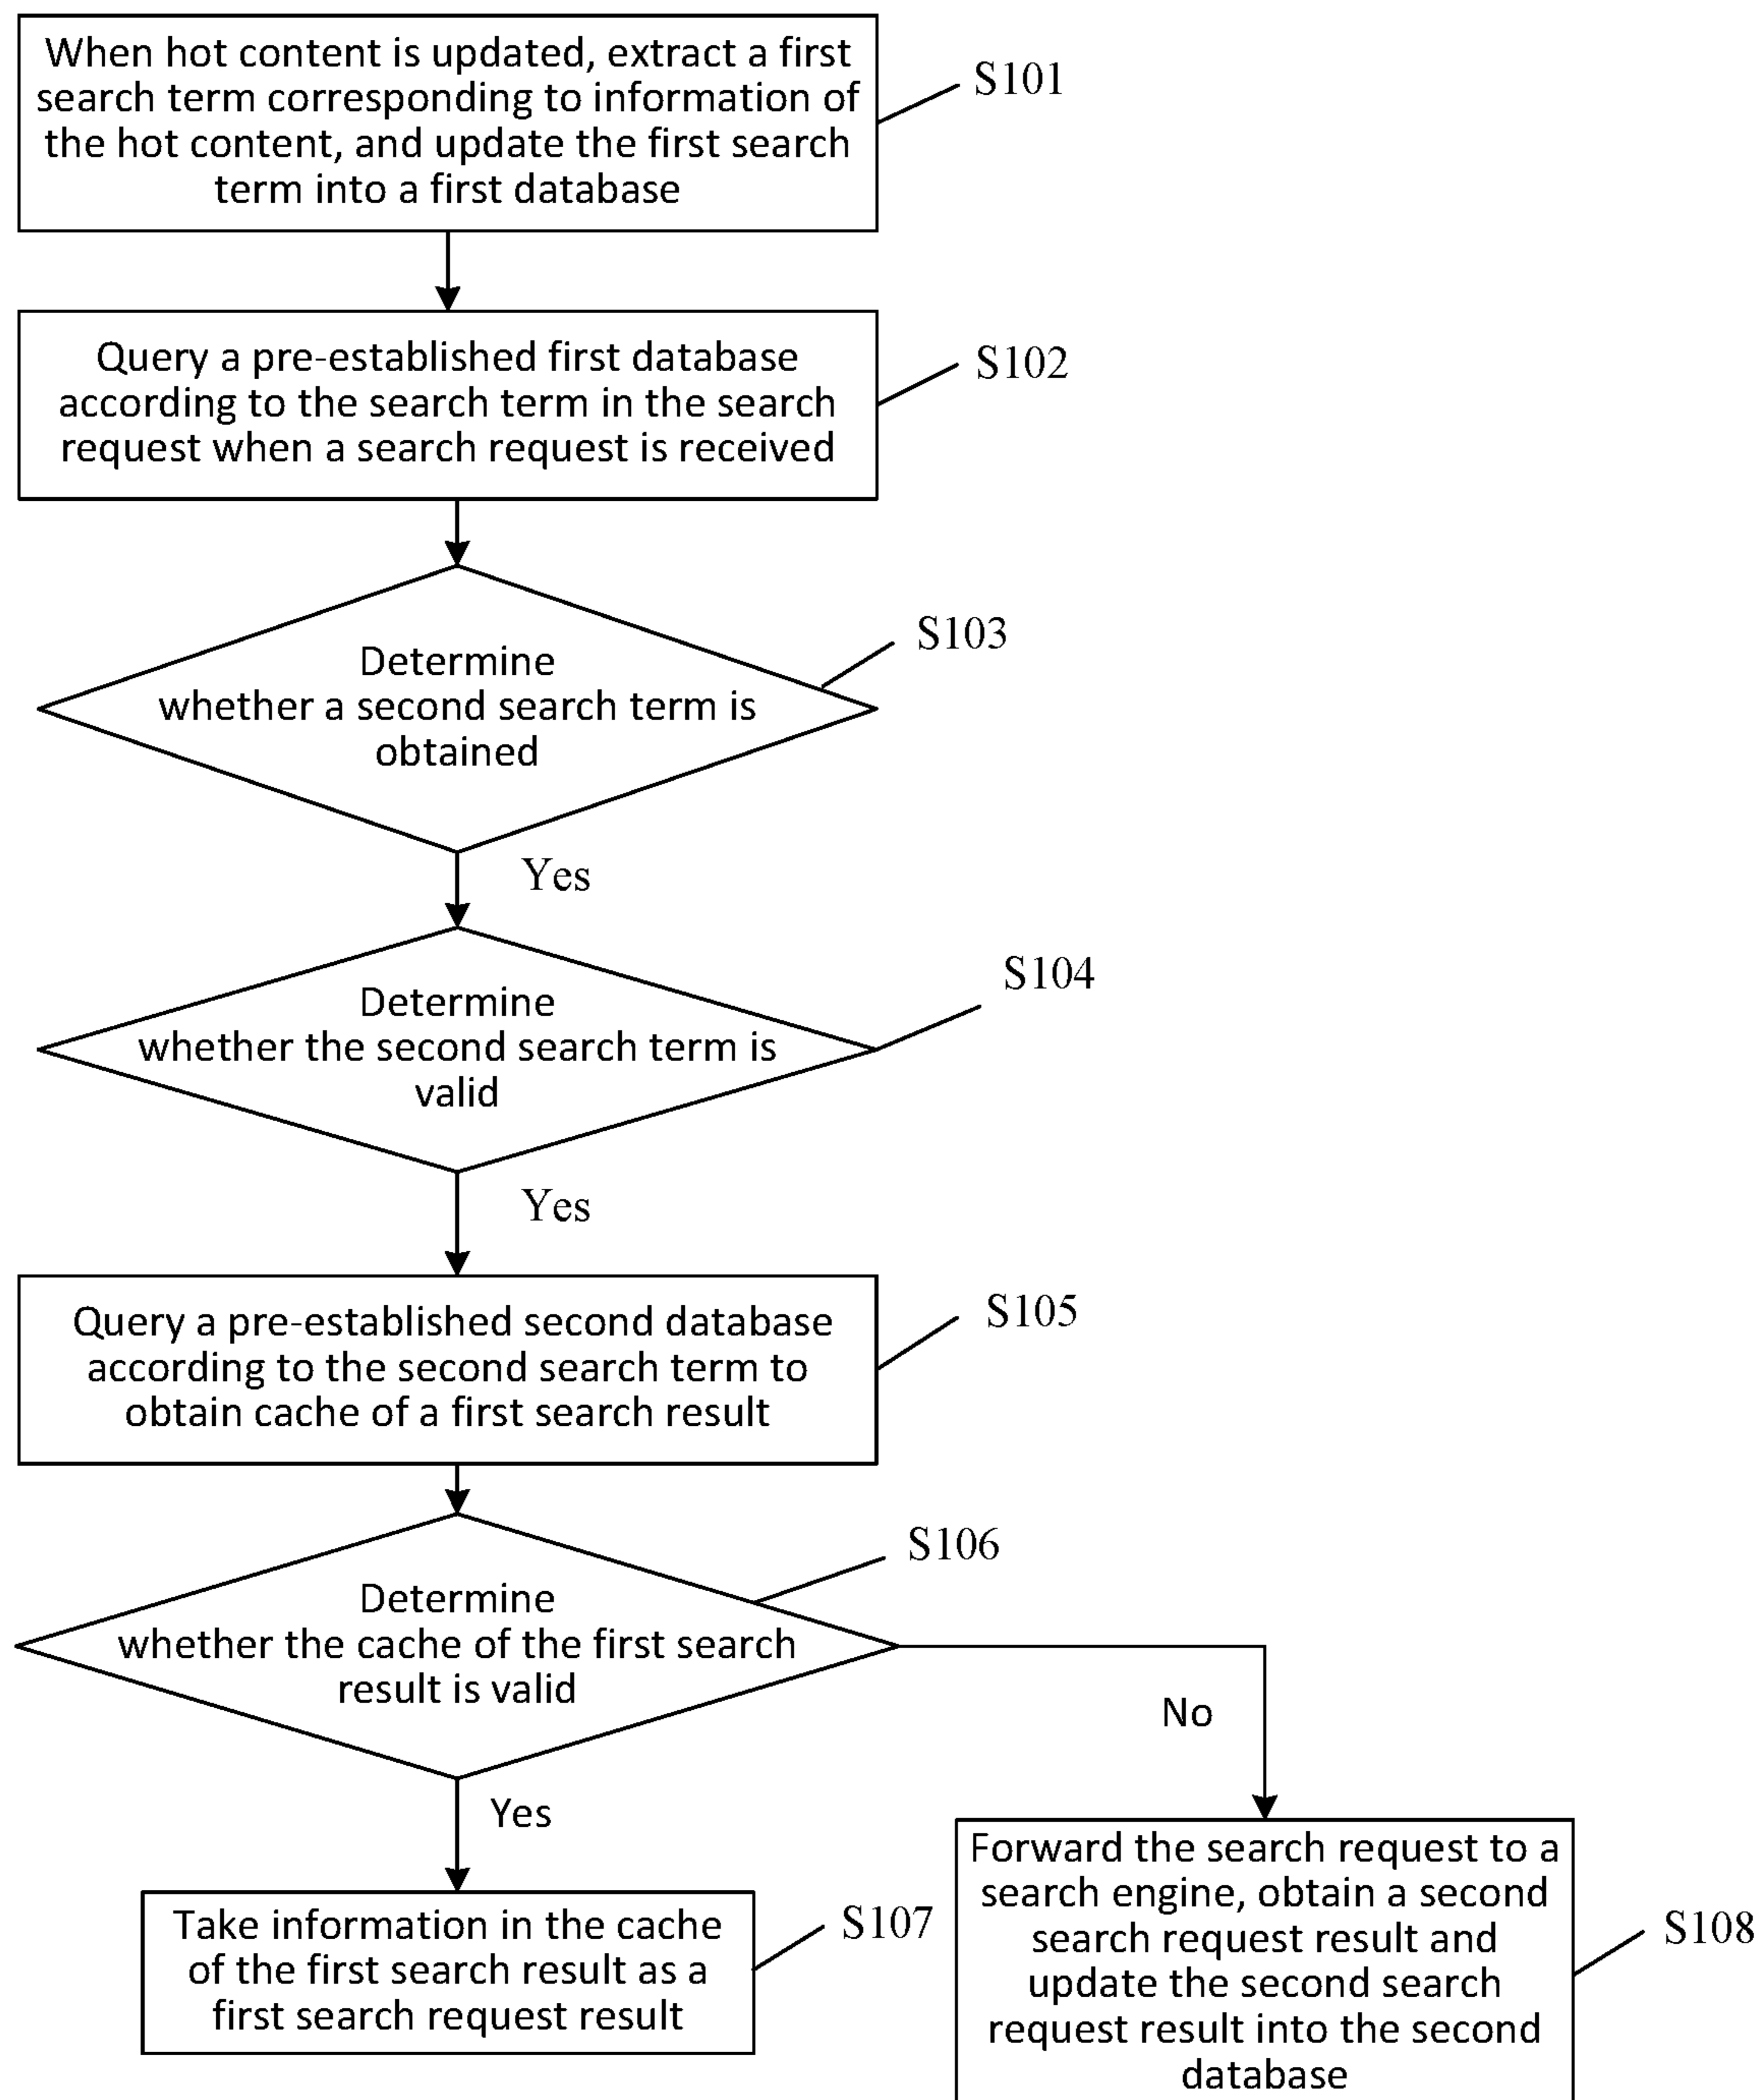 When hot content is updated, extract a first
search term corresponding to information of
the hot content, and update the first search
term into a first database
S101
Query a pre-established first database
according to the search term in the search
request when a search request is received
S102
Determine
whether a second search term is
obtained
S103
Yes
Determine
whether the second search term is
valid
S104
Yes
Query a pre-established second database
according to the second search term to
obtain cache of a first search result
S105
Determine
whether the cache of the first search
result is valid
S106
No
Yes
Take information in the cache
of the first search result as a
first search request result
S107
Forward the search request to a
search engine, obtain a second
search request result and
update the second search
request result into the second
database
S108